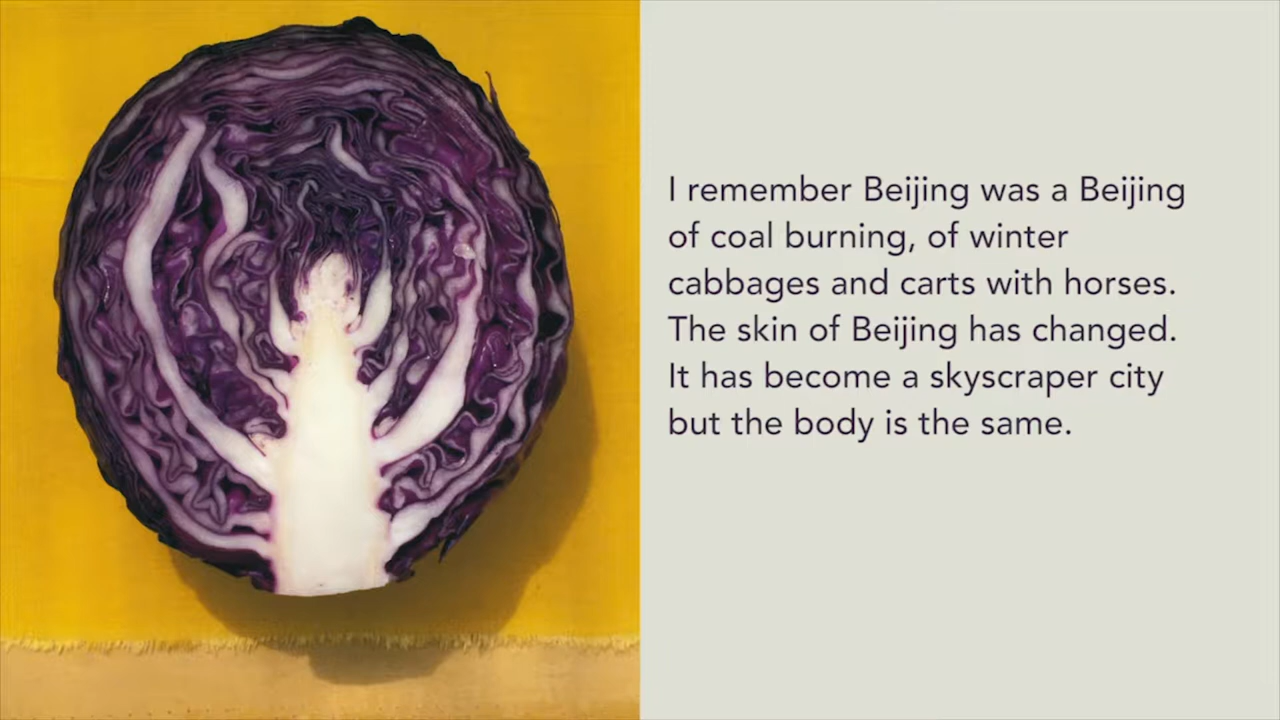 I remember Beijing was a Beijing
of coal burning, of winter
cabbages and carts with horses.
The skin of Beijing has changed.
It has become a skyscraper city
but the body is the same.